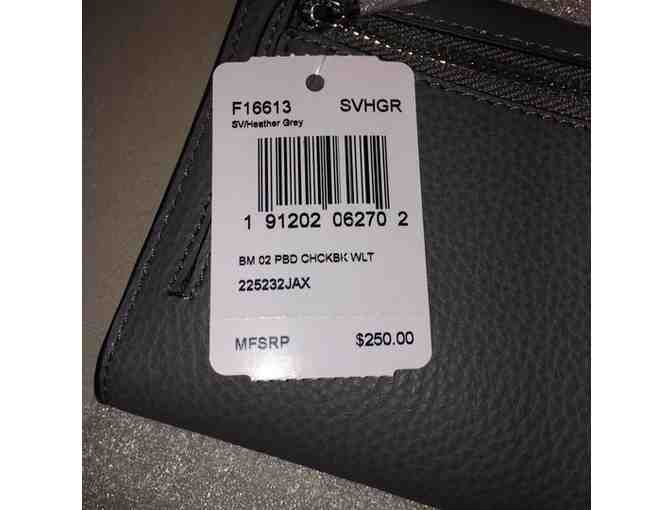 F16613 SVHGR
SV/Heather Grey
1 91202 06270 2
BM 02 PBD CHCKBK WLT
225232JAX
MFSRP $250.00